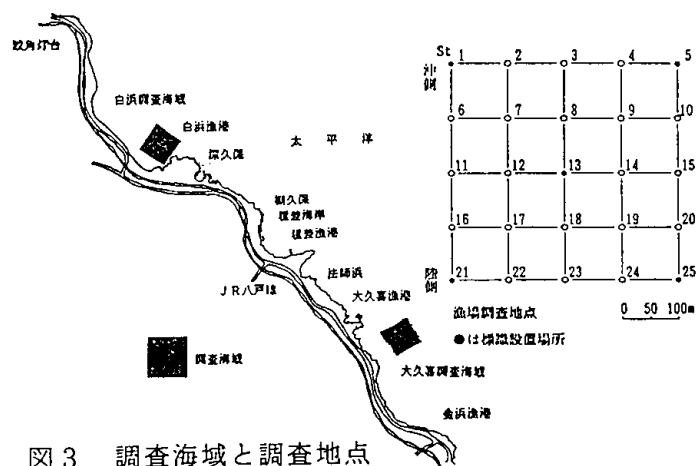 鮫角灯台
白浜調査海域
白浜漁港
深久保
太平洋
種差海岸
種差漁港
法師浜
JR八戸線
大久喜漁港
大久喜調査海域
調査海域
金浜漁港
St 1 2 3 4 5
沖側
6 7 8 9 10
11 12 13 14 15
16 17 18 19 20
陸側
21 22 23 24 25
漁場調査地点
0 50 100m
●は標識設置場所
図3 調査海域と調査地点